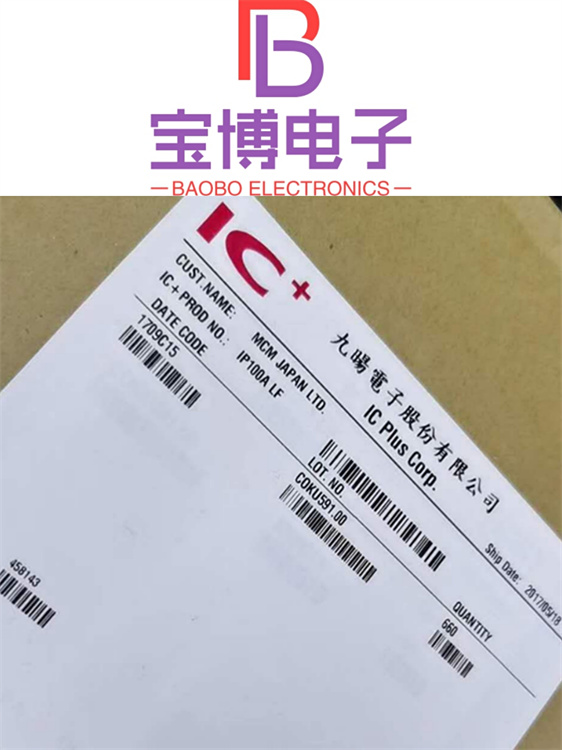 宝博电子
BAOBO ELECTRONICS
IC+
九暘電子股份有限公司
IC Plus Corp.
Ship Date: 2017/05/18
CUST.NAME: MCM JAPAN LTD.
IC+PROD NO.: IP100A LF
DATE CODE LOT. NO. QUANTITY
1709C15 COKU591.00 660
458143